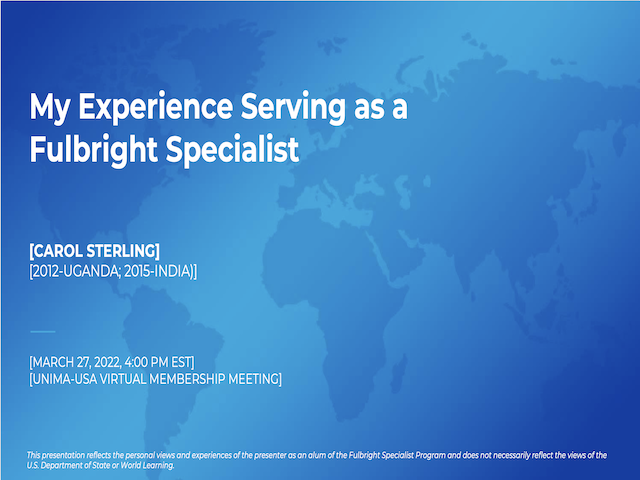 My Experience Serving as a
Fulbright Specialist
[CAROL STERLING]
[2012-UGANDA; 2015-INDIA)]
[MARCH 27, 2022, 4:00 PM EST]
[UNIMA-USA VIRTUAL MEMBERSHIP MEETING]
This presentation reflects the personal views and experiences of the presenter as an alum of the Fulbright Specialist Program and does not necessarily reflect the views of the
U.S. Department of State or World Learning.